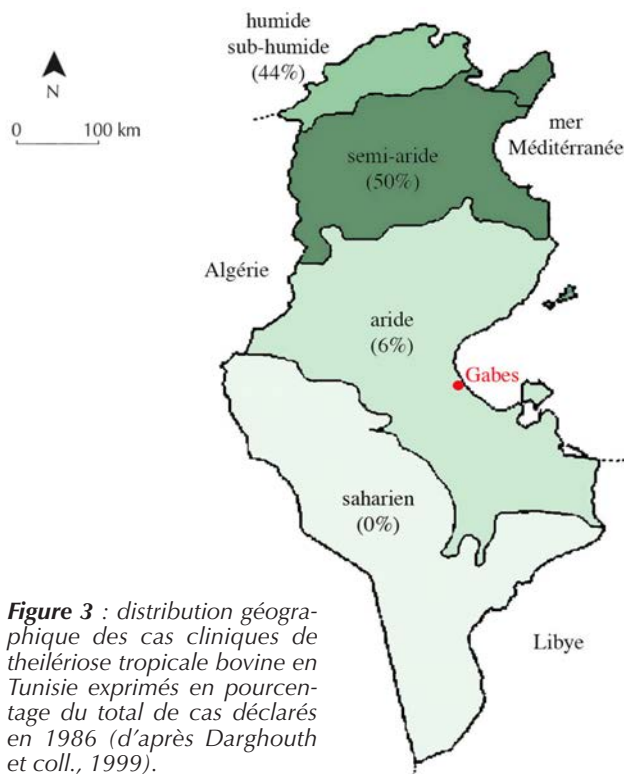 humide
sub-humide
(44%)
N
0 100 km
mer
Méditérranée
semi-aride
(50%)
Algérie
aride
(6%)
Gabes
saharien
(0%)
Libye
Figure 3 : distribution géogra-
phique des cas cliniques de
theilériose tropicale bovine en
Tunisie exprimés en pourcen-
tage du total de cas déclarés
en 1986 (d'après Darghouth
et coll., 1999).